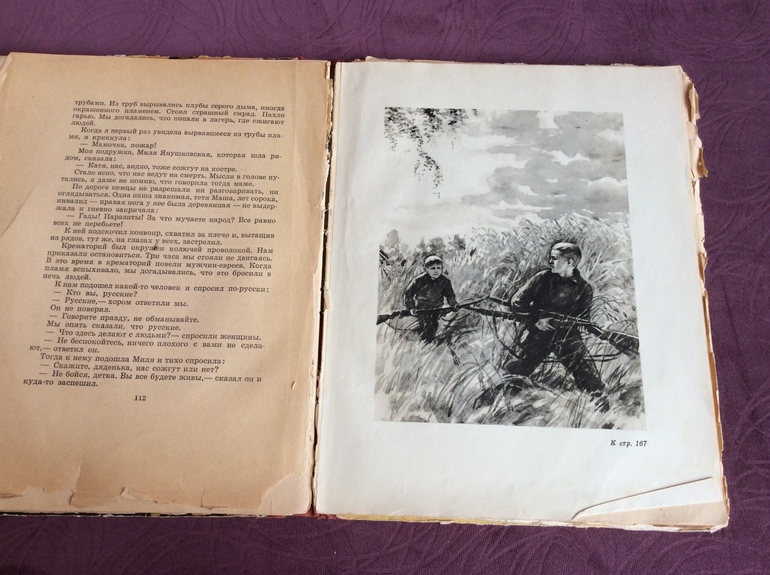 трубами. Из труб вырывались клубы серого дыма, иногда
окрашенного пламенем. Стоял страшный смрад. Пахло
гарью. Мы догадались, что попали в лагерь, где сжигают
людей.
Когда я первый раз увидела вырвавшееся из трубы пла-
мя, я крикнула:
— Мамочка, пожар!
Моя подружка, Миля Янушковская, которая шла ря-
дом, сказала:
— Катя, нас, видно, тоже сожгут на костре.
Стало ясно, что нас ведут на смерть. Мысли в голове пу-
тались, я даже не помню, что говорила тогда маме.
По дороге немцы не разрешали ни разговаривать, ни
оглядываться. Одна наша знакомая, тетя Маша, лет сорока,
инвалид — правая нога у нее была деревянная — не выдер-
жала и гневно закричала:
— Гады! Паразиты! За что мучаете народ? Все равно
всех не перебьете!
К ней подскочил конвоир, схватил за плечо и, вытащив
из рядов, тут же, на глазах у всех, застрелил.
Крематорий был окружен колючей проволокой. Нам
приказали остановиться. Три часа мы стояли не двигаясь.
В это время в крематорий повели мужчин-евреев. Когда
пламя вспыхивало, мы догадывались, что это бросили в
печь людей.
К нам подошел какой-то человек и спросил по-русски:
— Кто вы, русские?
— Русские,— хором ответили мы.
Он не поверил.
— Говорите правду, не обманывайте.
Мы опять сказали, что русские.
— Что здесь делают с людьми?— спросили женщины.
— Не беспокойтесь, ничего плохого с вами не сдела-
ют,— ответил он.
Тогда к нему подошла Миля и тихо спросила:
— Скажите, дяденька, нас сожгут или нет?
— Не бойся, детка. Вы все будете живы,— сказал он и
куда-то заспешил.
112
К стр. 167